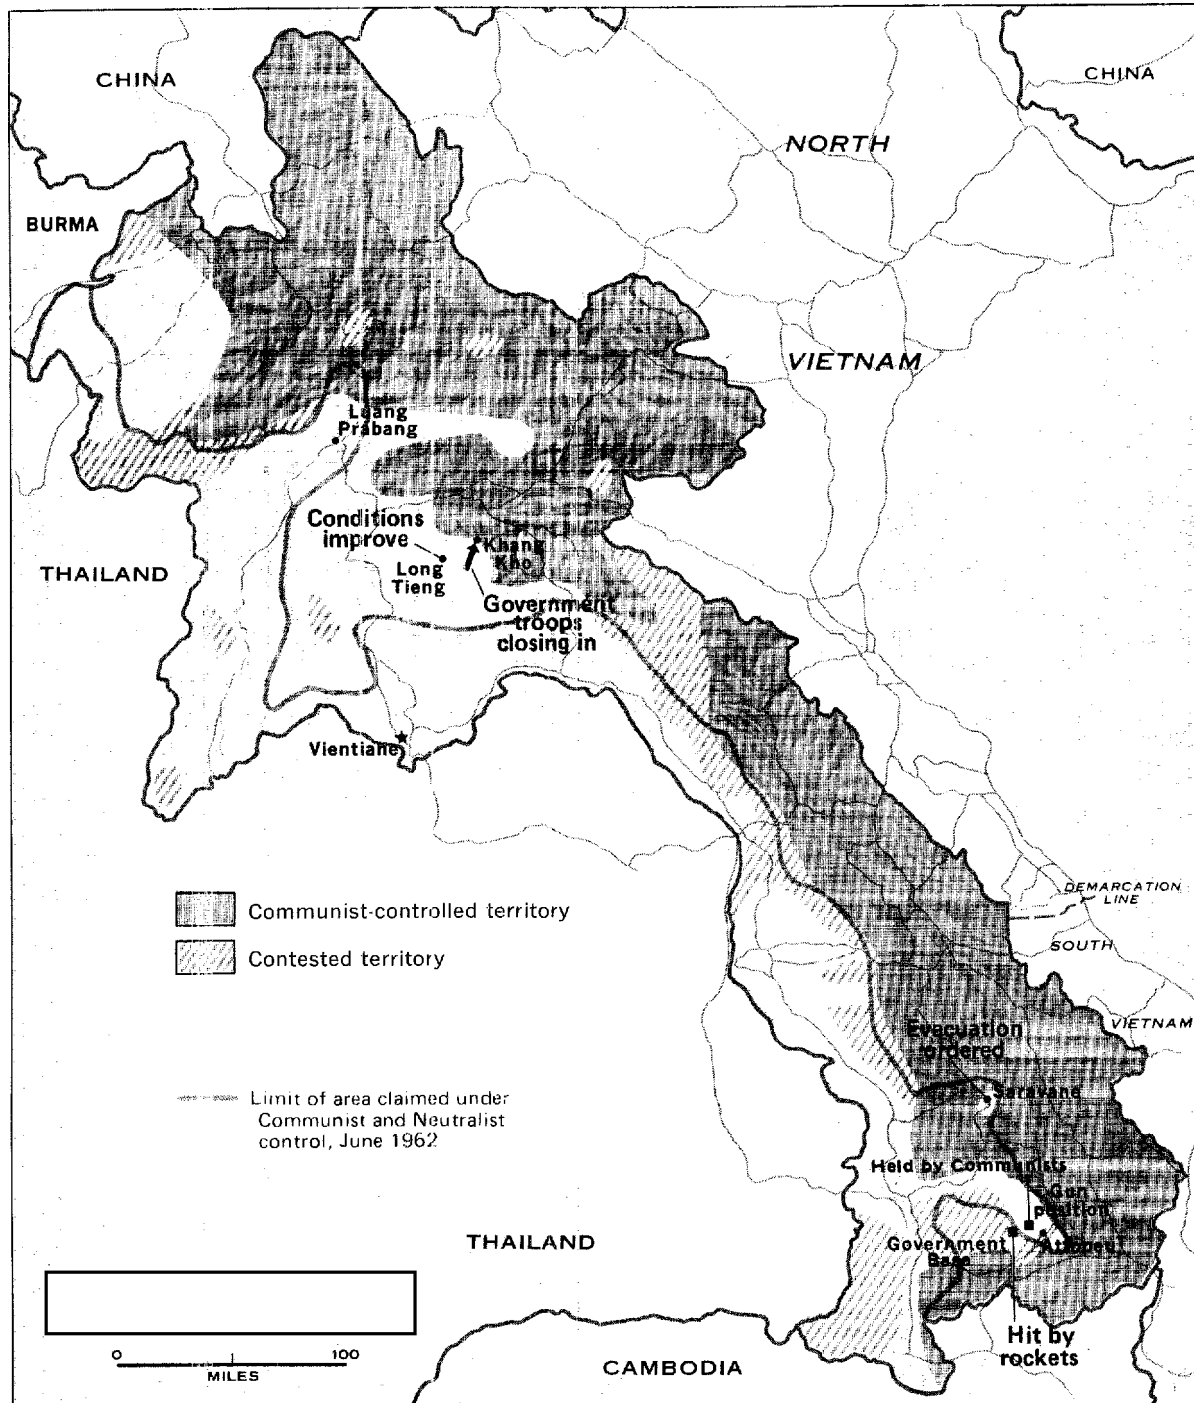 CHINA
CHINA
NORTH
BURMA
VIETNAM
Luang
Prabang
Conditions
improve
Khang
Kho
THAILAND
Long
Tieng
Government
troops
closing in
Vientiane
DEMARCATION
LINE
Communist-controlled territory
SOUTH
Contested territory
VIETNAM
Evacuation
ordered
Saravane
Limit of area claimed under
Communist and Neutralist
control, June 1962
Held by Communists
Gun
position
THAILAND
Government
Base
Attopeu
Hit by
rockets
0 100
MILES
CAMBODIA